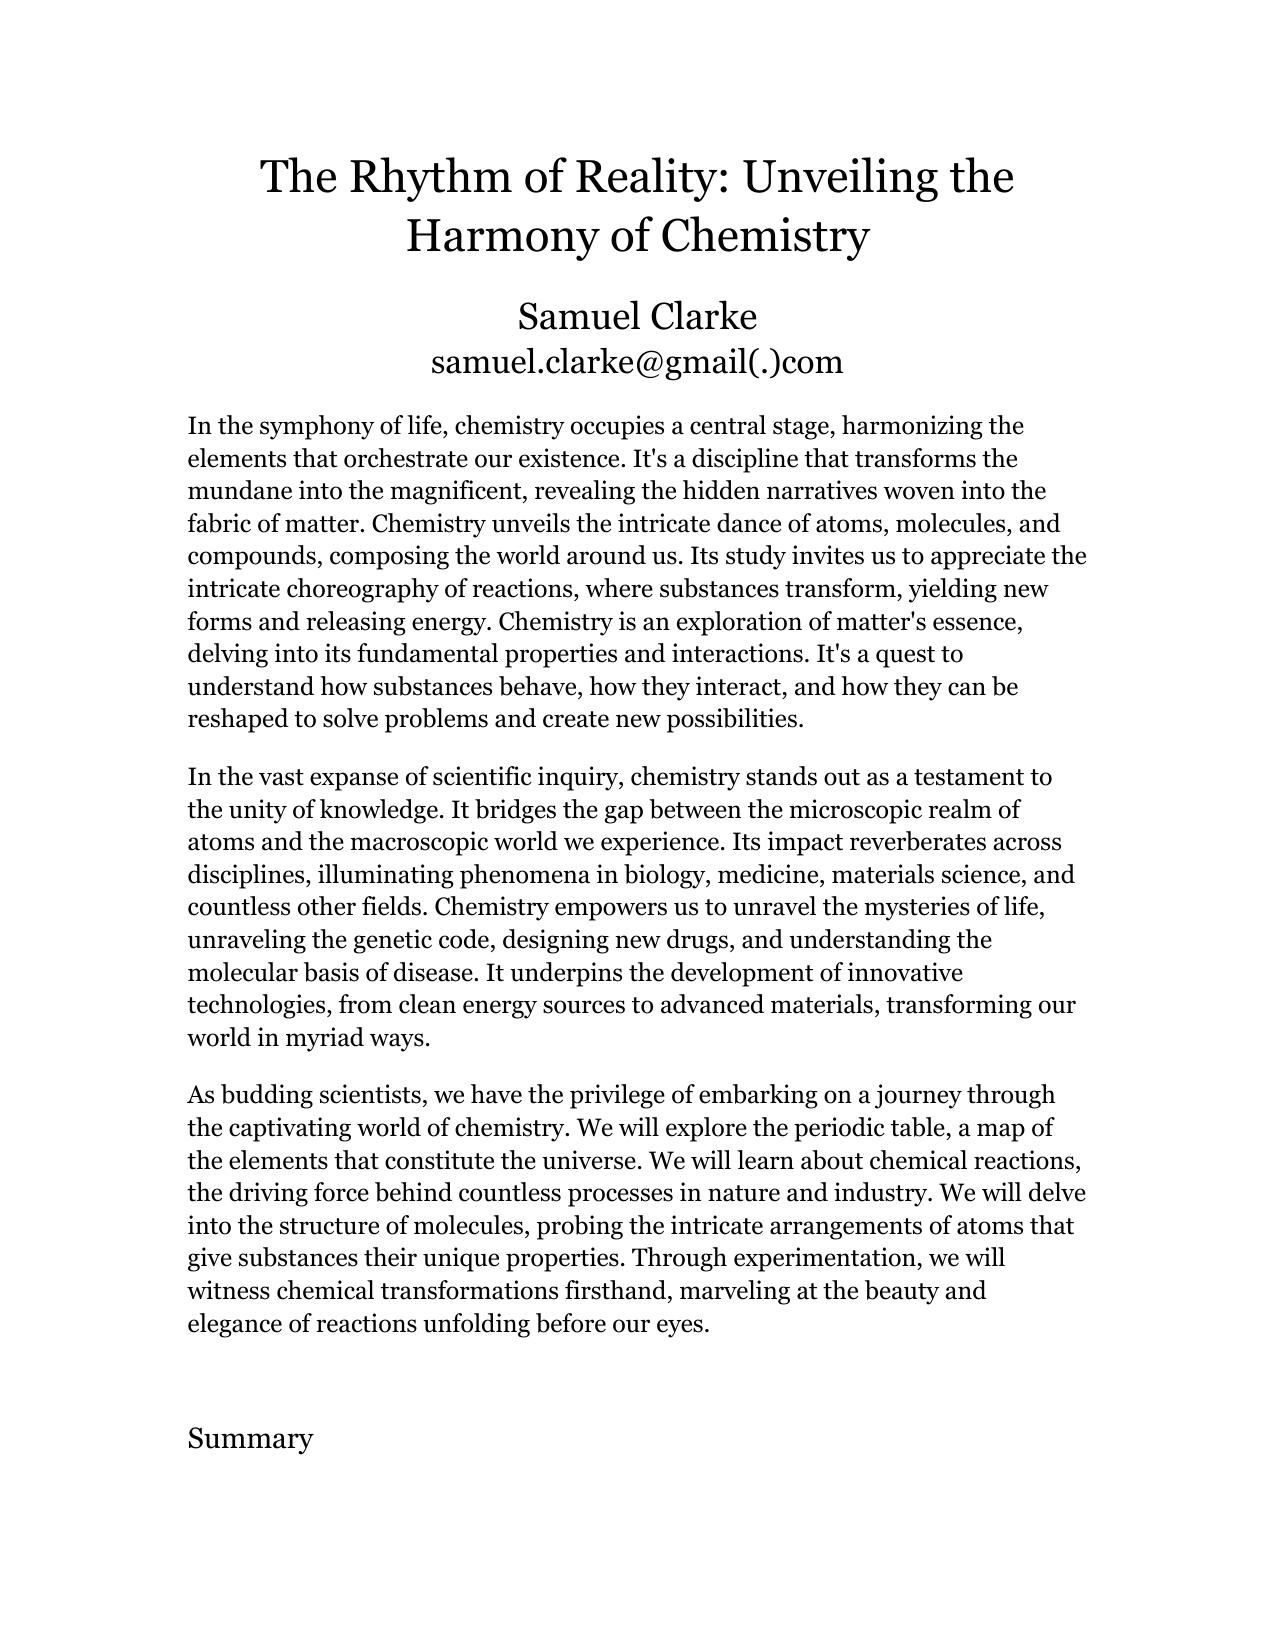 The Rhythm of Reality: Unveiling the
Harmony of Chemistry
Samuel Clarke
samuel.clarke@gmail(.)com
In the symphony of life, chemistry occupies a central stage, harmonizing the
elements that orchestrate our existence. It's a discipline that transforms the
mundane into the magnificent, revealing the hidden narratives woven into the
fabric of matter. Chemistry unveils the intricate dance of atoms, molecules, and
compounds, composing the world around us. Its study invites us to appreciate the
intricate choreography of reactions, where substances transform, yielding new
forms and releasing energy. Chemistry is an exploration of matter's essence,
delving into its fundamental properties and interactions. It's a quest to
understand how substances behave, how they interact, and how they can be
reshaped to solve problems and create new possibilities.
In the vast expanse of scientific inquiry, chemistry stands out as a testament to
the unity of knowledge. It bridges the gap between the microscopic realm of
atoms and the macroscopic world we experience. Its impact reverberates across
disciplines, illuminating phenomena in biology, medicine, materials science, and
countless other fields. Chemistry empowers us to unravel the mysteries of life,
unraveling the genetic code, designing new drugs, and understanding the
molecular basis of disease. It underpins the development of innovative
technologies, from clean energy sources to advanced materials, transforming our
world in myriad ways.
As budding scientists, we have the privilege of embarking on a journey through
the captivating world of chemistry. We will explore the periodic table, a map of
the elements that constitute the universe. We will learn about chemical reactions,
the driving force behind countless processes in nature and industry. We will delve
into the structure of molecules, probing the intricate arrangements of atoms that
give substances their unique properties. Through experimentation, we will
witness chemical transformations firsthand, marveling at the beauty and
elegance of reactions unfolding before our eyes.
Summary